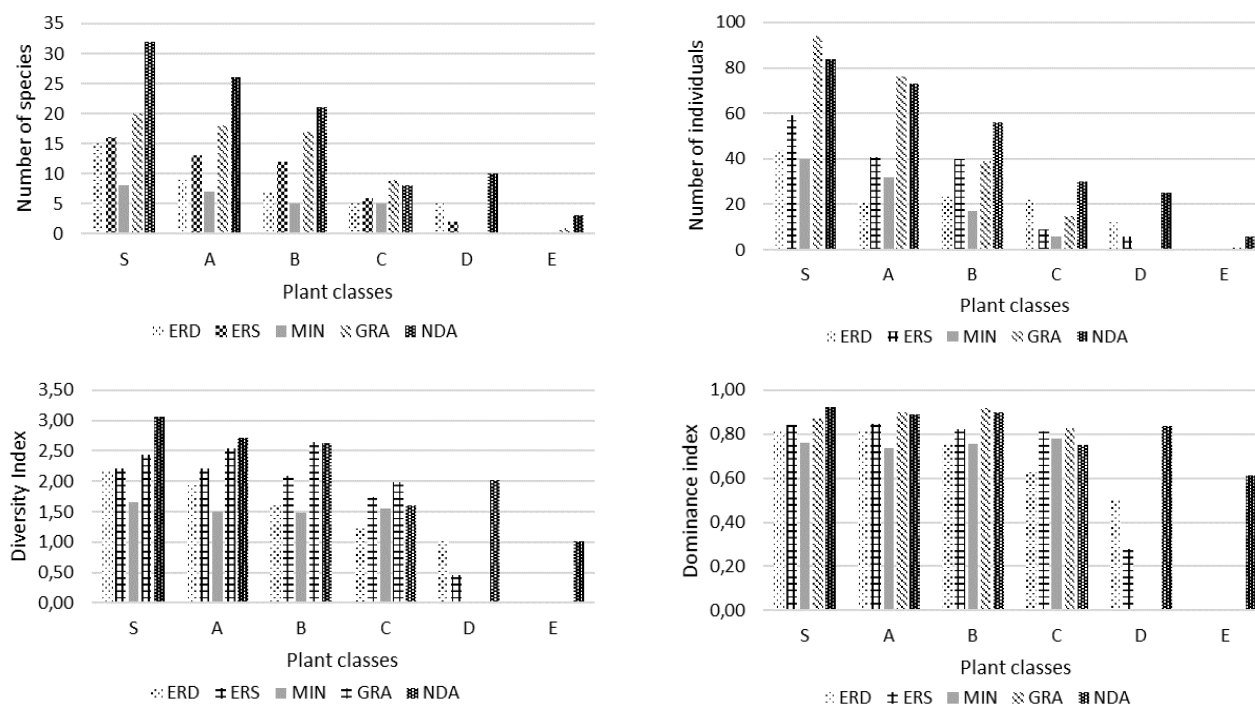 Number of species
35
30
25
20
15
10
5
0
S A B C D E
Plant classes
ERD ERS MIN GRA NDA
Number of individuals
100
80
60
40
20
0
S A B C D E
Plant classes
ERD ERS MIN GRA NDA
Diversity Index
3,50
3,00
2,50
2,00
1,50
1,00
0,50
0,00
S A B C D E
Plant classes
ERD ERS MIN GRA NDA
Dominance index
1,00
0,80
0,60
0,40
0,20
0,00
S A B C D E
Plant classes
ERD ERS MIN GRA NDA